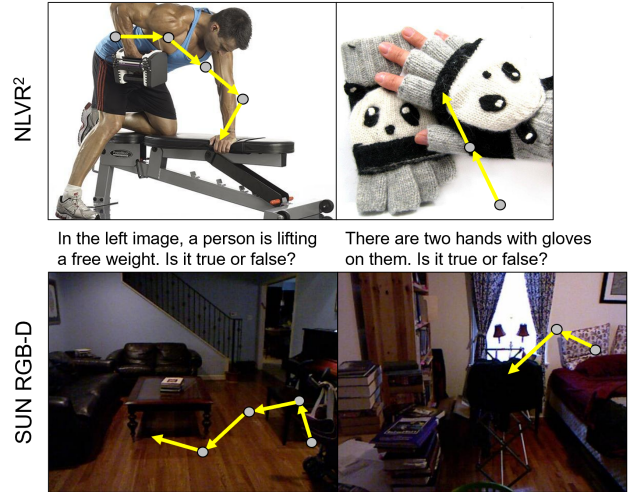 NLVR²
In the left image, a person is lifting
a free weight. Is it true or false?
There are two hands with gloves
on them. Is it true or false?
SUN RGB-D